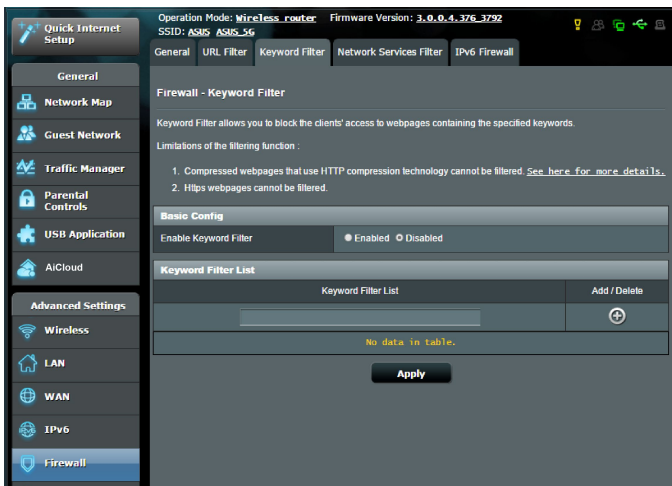 Quick Internet
Setup
Operation Mode: Wireless router Firmware Version: 3.0.0.4.376_3792
SSID: ASUS ASUS_5G
General URL Filter Keyword Filter Network Services Filter IPv6 Firewall
General
Network Map
Guest Network
Traffic Manager
Parental
Controls
USB Application
AiCloud
Advanced Settings
Wireless
LAN
WAN
IPv6
Firewall
Firewall - Keyword Filter
Keyword Filter allows you to block the clients' access to webpages containing the specified keywords.
Limitations of the filtering function :
1. Compressed webpages that use HTTP compression technology cannot be filtered. See here for more details.
2. Https webpages cannot be filtered.
Basic Config
Enable Keyword Filter Enabled Disabled
Keyword Filter List
Keyword Filter List Add / Delete
No data in table.
Apply